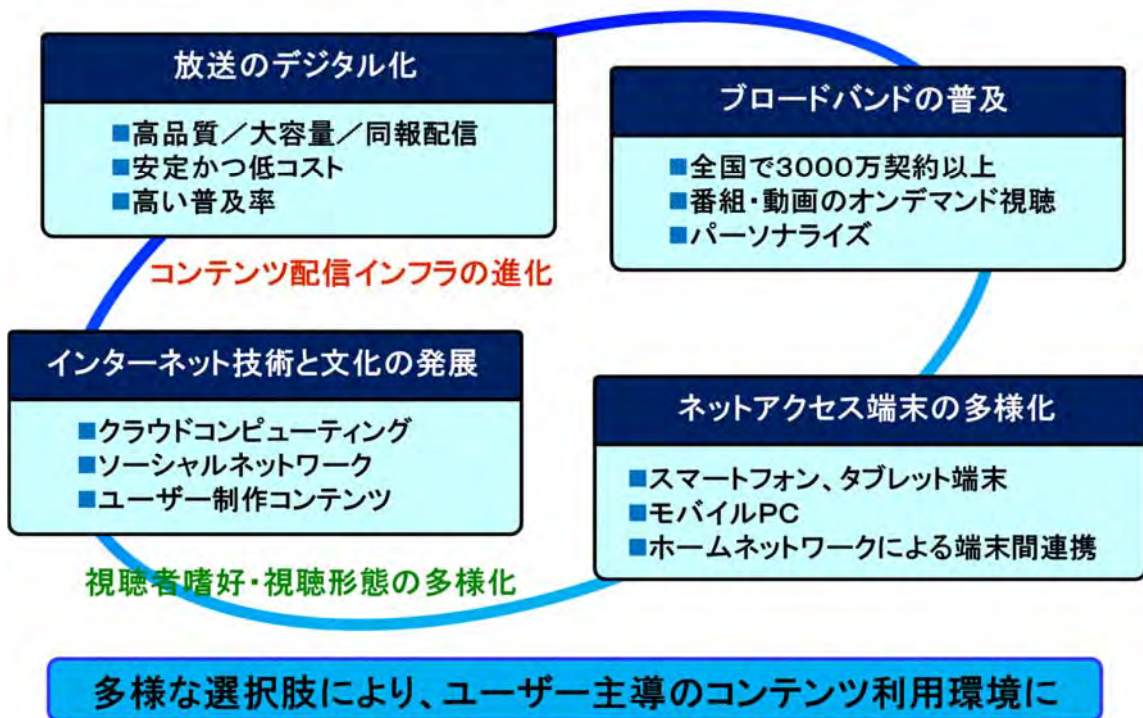 放送のデジタル化
■高品質／大容量／同報配信
■安定かつ低コスト
■高い普及率
ブロードバンドの普及
■全国で3000万契約以上
■番組・動画のオンデマンド視聴
■パーソナライズ
コンテンツ配信インフラの進化
インターネット技術と文化の発展
■クラウドコンピューティング
■ソーシャルネットワーク
■ユーザー制作コンテンツ
ネットアクセス端末の多様化
■スマートフォン、タブレット端末
■モバイルPC
■ホームネットワークによる端末間連携
視聴者嗜好・視聴形態の多様化
多様な選択肢により、ユーザー主導のコンテンツ利用環境に